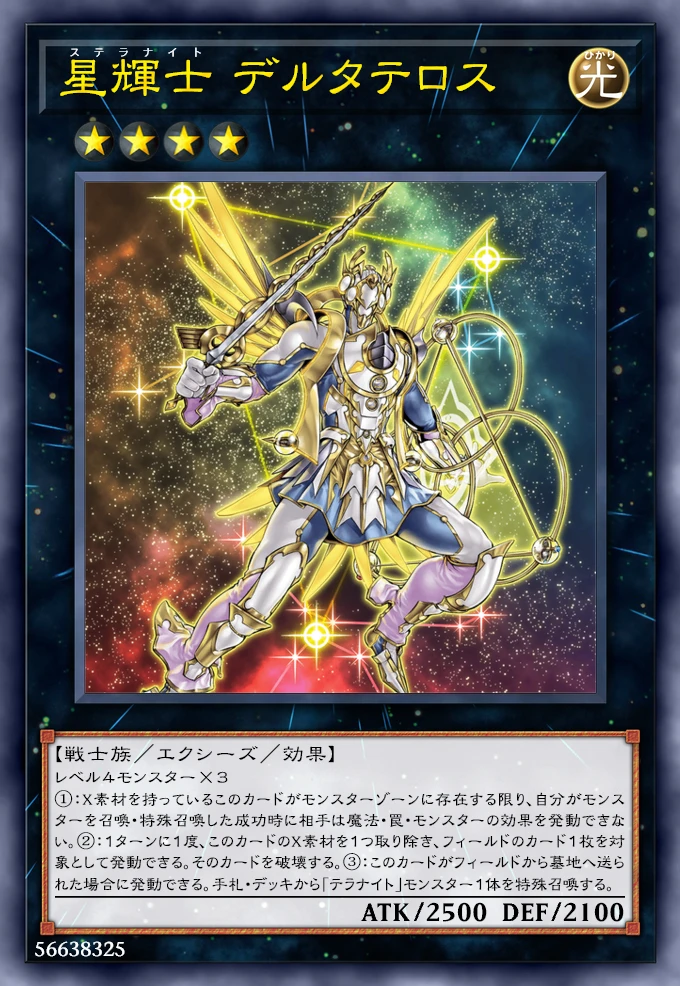 ステラナイト
星輝士 デルタテロス
ひかり
光
【戦士族／エクシーズ／効果】
レベル４モンスター×３
①：X素材を持っているこのカードがモンスターゾーンに存在する限り、自分がモンス
ターを召喚・特殊召喚した成功時に相手は魔法・罠・モンスターの効果を発動できな
い。②：1ターンに1度、このカードのX素材を1つ取り除き、フィールドのカード1枚を対
象として発動できる。そのカードを破壊する。③：このカードがフィールドから墓地へ送ら
れた場合に発動できる。手札・デッキから「テラナイト」モンスター1体を特殊召喚する。
ATK/2500 DEF/2100
56638325